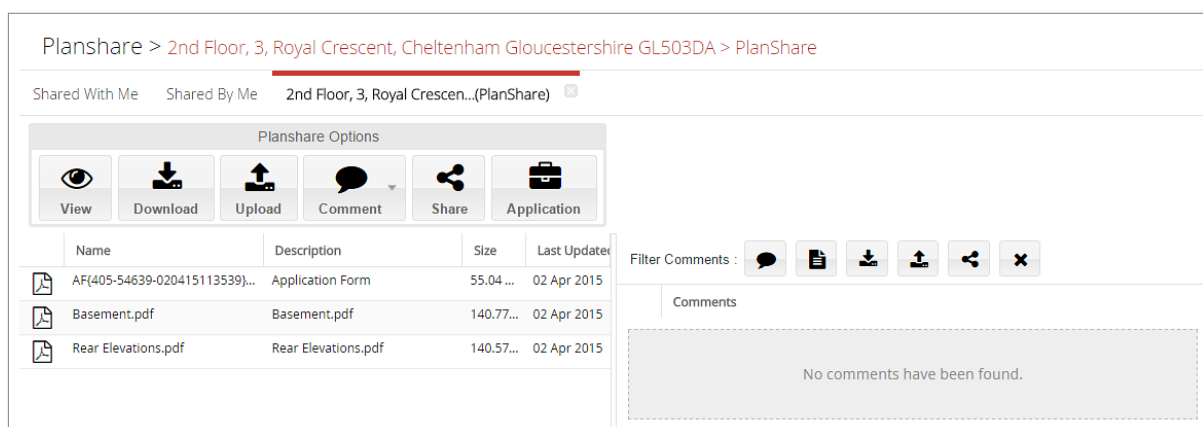 Planshare > 2nd Floor, 3, Royal Crescent, Cheltenham Gloucestershire GL503DA > PlanShare
Shared With Me Shared By Me 2nd Floor, 3, Royal Crescen...(PlanShare)
Planshare Options
View Download Upload Comment Share Application
Name Description Size Last Updated
AF{405-54639-020415113539}... Application Form 55.04 ... 02 Apr 2015
Basement.pdf Basement.pdf 140.77... 02 Apr 2015
Rear Elevations.pdf Rear Elevations.pdf 140.57... 02 Apr 2015
Filter Comments :
Comments
No comments have been found.